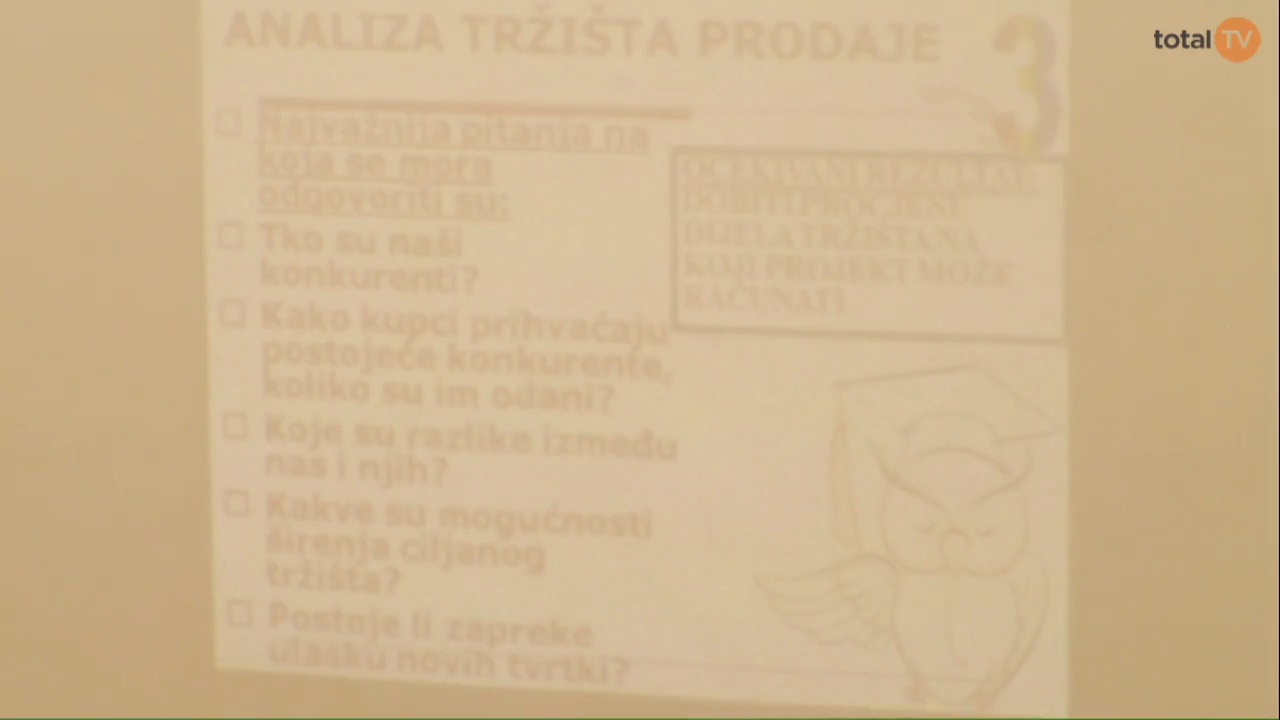 total TV
ANALIZA TRŽIŠTA PRODAJE
3
Najvažnija pitanja na
koja se mora
odgovoriti su:
Tko su naši
konkurenti?
Kako kupci prihvaćaju
postojeće konkurente,
koliko su im odani?
Koje su razlike između
nas i njih?
Kakve su mogućnosti
širenja ciljanog
tržišta?
Postoje li zapreke
ulasku novih tvrtki?
OČEKIVANI REZULTAT:
DOBITI PROCJENU
DIJELA TRŽIŠTA NA
KOJI PROJEKT MOŽE
RAČUNATI